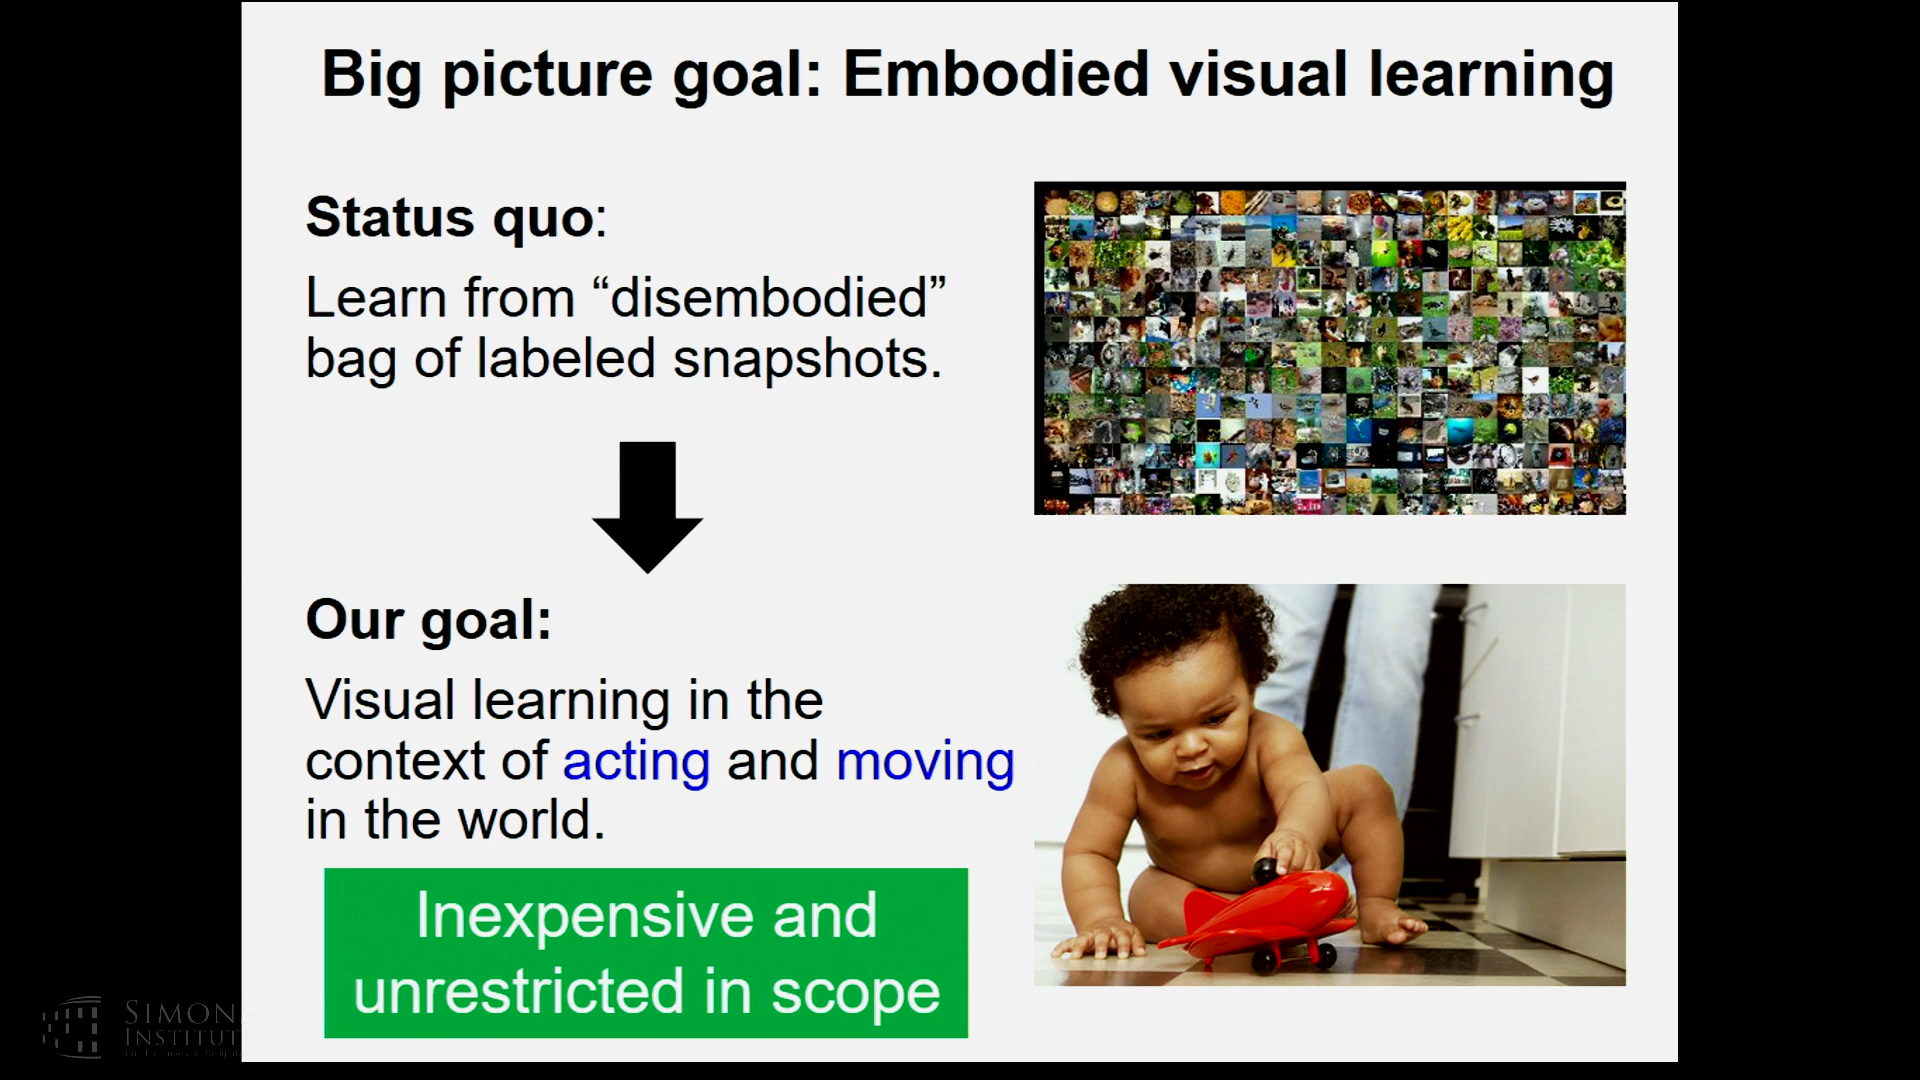 Big picture goal: Embodied visual learning
Status quo:
Learn from “disembodied”
bag of labeled snapshots.
Our goal:
Visual learning in the
context of acting and moving
in the world.
Inexpensive and
unrestricted in scope
SIMONS
INSTITUT